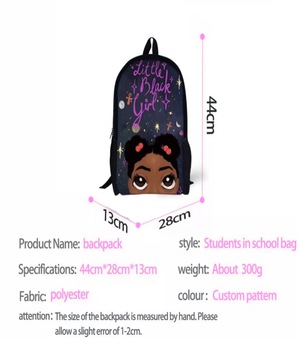 Little
Black
Girl
44cm
13cm
28cm
Product Name: backpack
style: Students in school bag
Specifications: 44cm*28cm*13cm
weight: About 300g
Fabric: polyester
colour: Custom pattern
attention: The size of the backpack is measured by hand. Please
allow a slight error of 1-2cm.